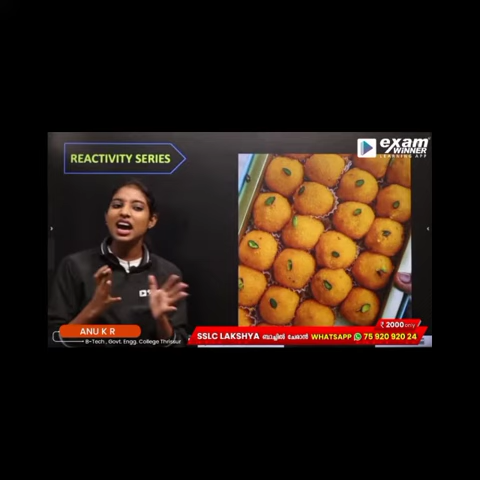 REACTIVITY SERIES
exam
WINNER
LEARNING APP
ANU K R
B-Tech , Govt. Engg. College Thrissur
₹ 2000 only
SSLC LAKSHYA ബാച്ചിൽ ചേരാൻ WHATSAPP 75 920 920 24